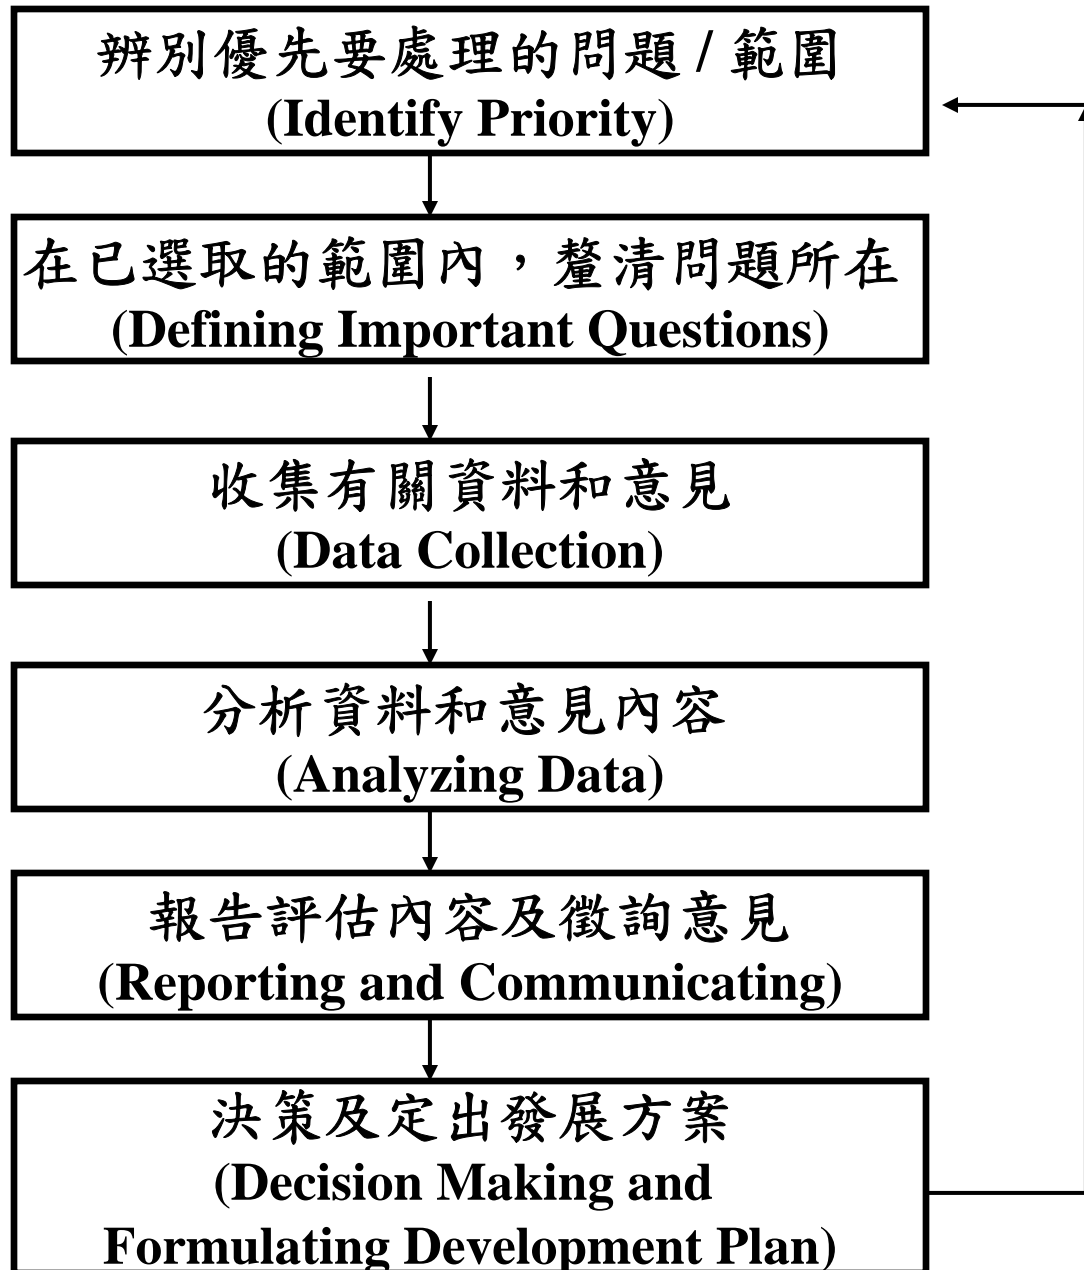 辨別優先要處理的問題 / 範圍
(Identify Priority)
在已選取的範圍內，釐清問題所在
(Defining Important Questions)
收集有關資料和意見
(Data Collection)
分析資料和意見內容
(Analyzing Data)
報告評估內容及徵詢意見
(Reporting and Communicating)
決策及定出發展方案
(Decision Making and
Formulating Development Plan)